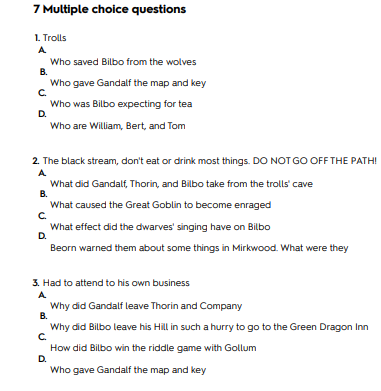 7 Multiple choice questions
1. Trolls
A.
Who saved Bilbo from the wolves
B.
Who gave Gandalf the map and key
C.
Who was Bilbo expecting for tea
D.
Who are William, Bert, and Tom
2. The black stream, don't eat or drink most things. DO NOT GO OFF THE PATH!
A.
What did Gandalf, Thorin, and Bilbo take from the trolls' cave
B.
What caused the Great Goblin to become enraged
C.
What effect did the dwarves' singing have on Bilbo
D.
Beorn warned them about some things in Mirkwood. What were they
3. Had to attend to his own business
A.
Why did Gandalf leave Thorin and Company
B.
Why did Bilbo leave his Hill in such a hurry to go to the Green Dragon Inn
C.
How did Bilbo win the riddle game with Gollum
D.
Who gave Gandalf the map and key